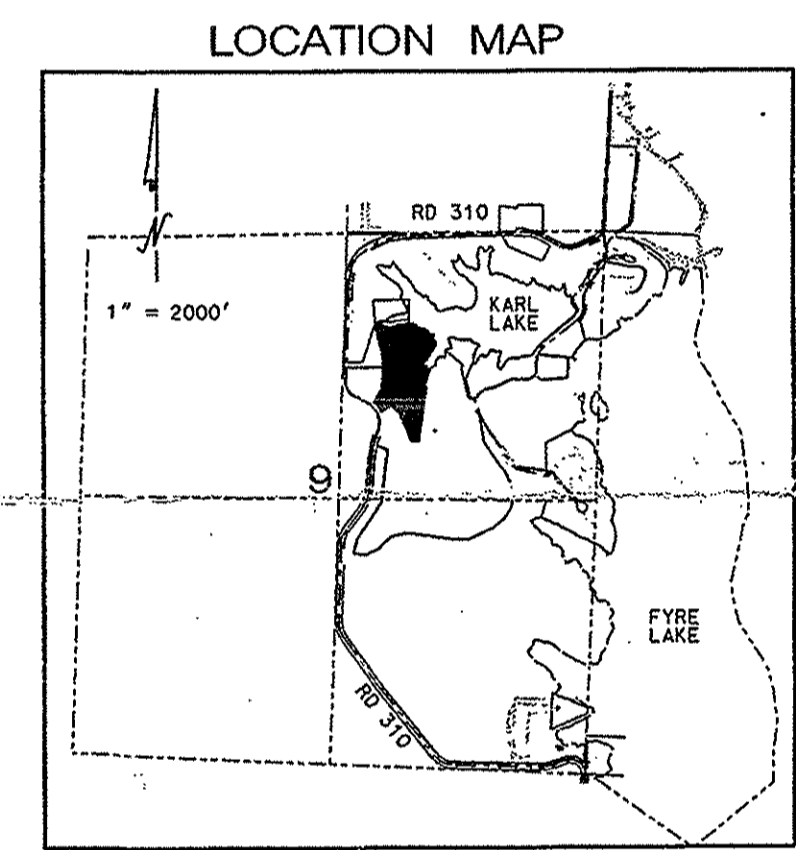 LOCATION MAP
RD 310
N
1" = 2000'
KARL
LAKE
9
FYRE
LAKE
RD 310